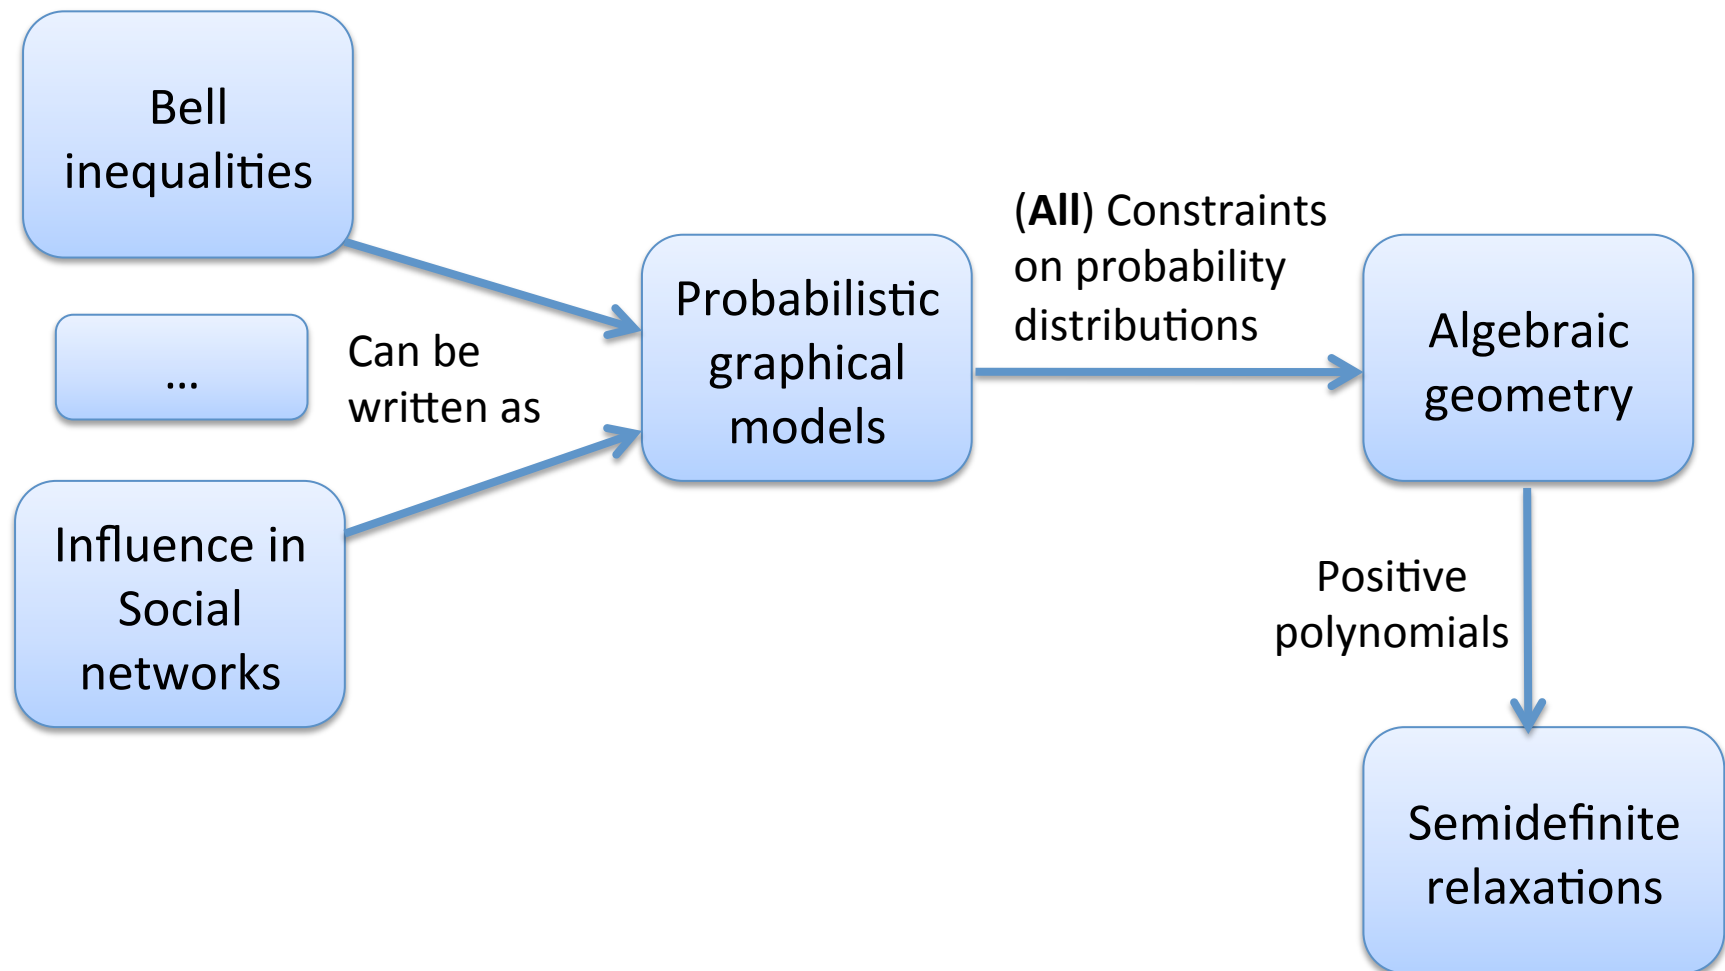 Bell
inequalities
...
Can be
written as
Influence in
Social
networks
Probabilistic
graphical
models
(All) Constraints
on probability
distributions
Algebraic
geometry
Positive
polynomials
Semidefinite
relaxations